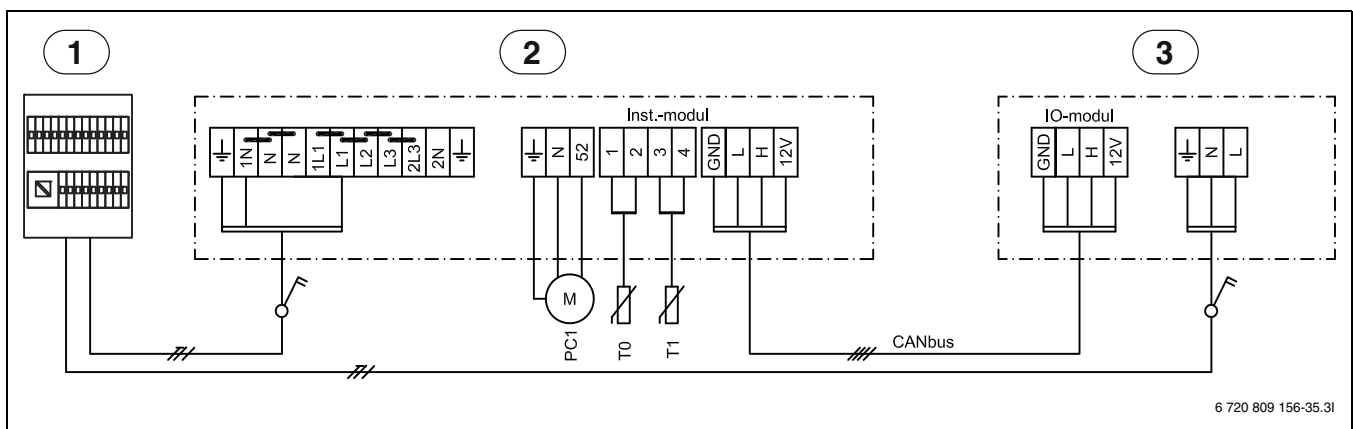 1
2
3
Inst.-modul
IO-modul
1N
N
N
1L1
L1
L2
L3
2L3
2N
N
52
1
2
3
4
GND
L
H
12V
GND
L
H
12V
N
L
M
PC1
T0
T1
CANbus
6 720 809 156-35.3I